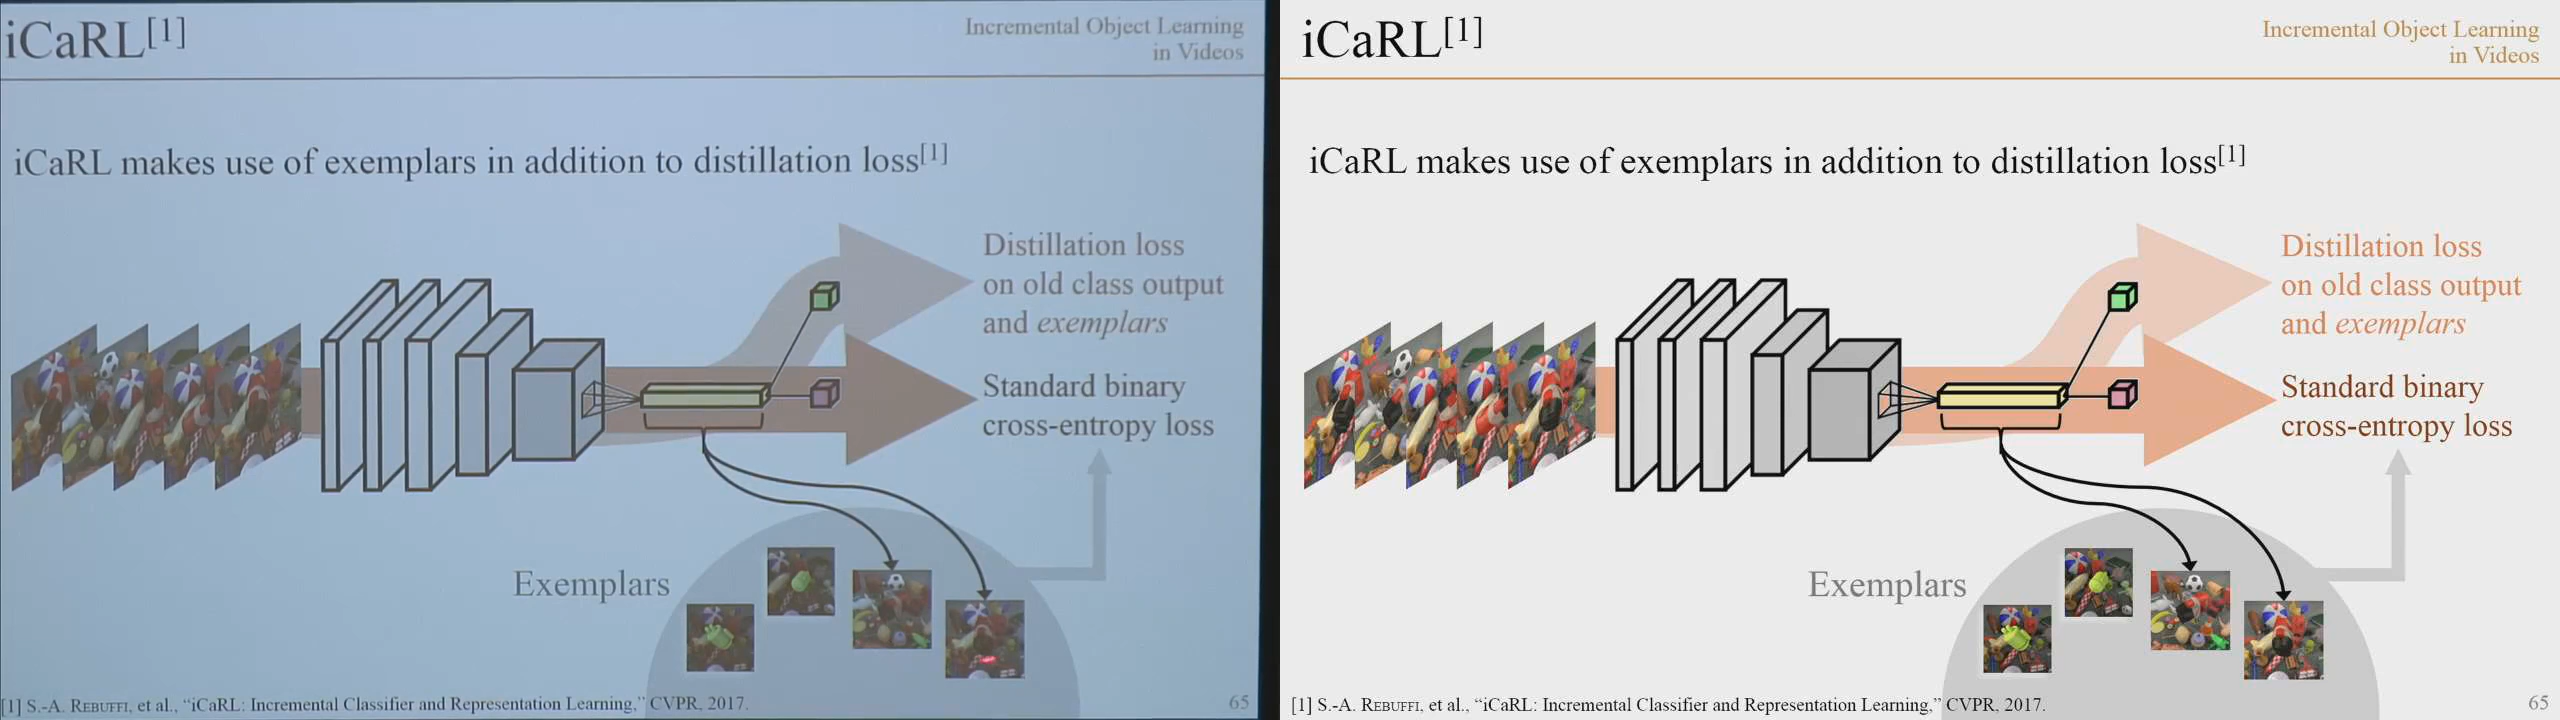 iCaRL[1]
Incremental Object Learning
in Videos
iCaRL makes use of exemplars in addition to distillation loss[1]
Distillation loss
on old class output
and exemplars
Standard binary
cross-entropy loss
Exemplars
[1] S.-A. REBUFFI, et al., “iCaRL: Incremental Classifier and Representation Learning,” CVPR, 2017.
65
iCaRL[1]
Incremental Object Learning
in Videos
iCaRL makes use of exemplars in addition to distillation loss[1]
Distillation loss
on old class output
and exemplars
Standard binary
cross-entropy loss
Exemplars
[1] S.-A. REBUFFI, et al., “iCaRL: Incremental Classifier and Representation Learning,” CVPR, 2017.
65